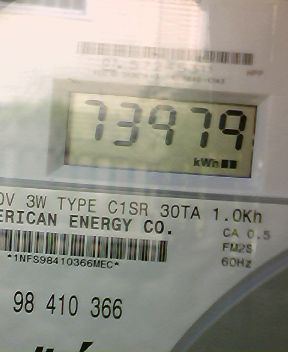 73979
kWh
0V 3W TYPE C1SR 30TA 1.0Kh
ERICAN ENERGY CO.
CA 0.5
*1NFS98410366MEC*
FM2S
60Hz
98 410 366